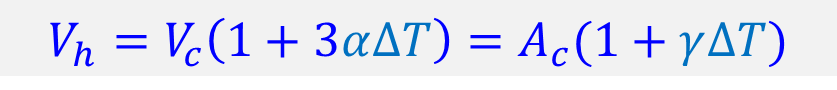 V_h = V_c(1 + 3αΔT) = A_c(1 + γΔT)